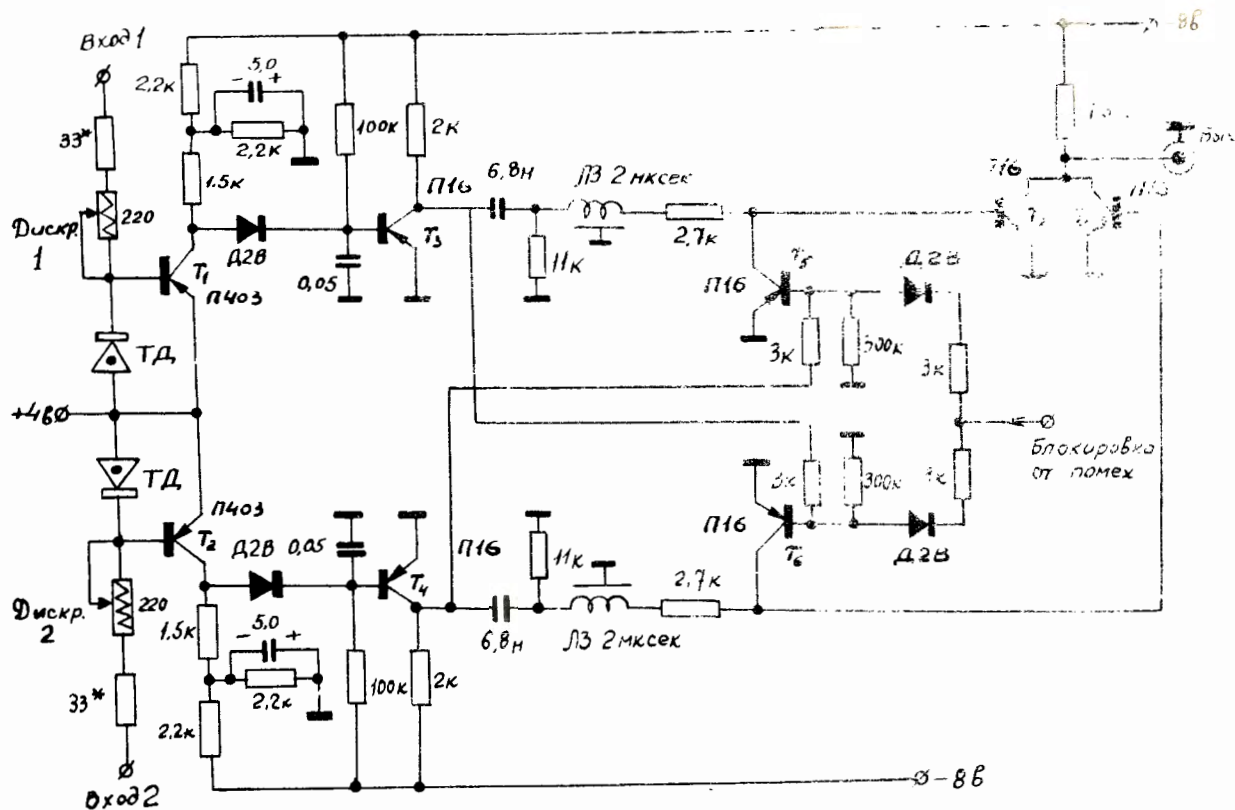 Вход 1
-8в
2,2к
- 5,0 +
33*
2,2к
100к
2к
1.5к
П16
6,8н
ЛЗ 2 мксек
Дискр.
1
220
Д2В
Т3
11к
2,7к
Т1
0,05
Т5
Д2В
П403
П16
ТД
3к
300к
3к
+4в
Блокировка
от помех
ТД
3к
300к
П403
П16
Т2
Д2В
0,05
П16
11к
Т6
Д2В
Т4
2,7к
Дискр.
2
220
1,5к
- 5,0 +
6,8н
ЛЗ 2 мксек
33*
2,2к
100к
2к
2,2к
-8в
Вход 2